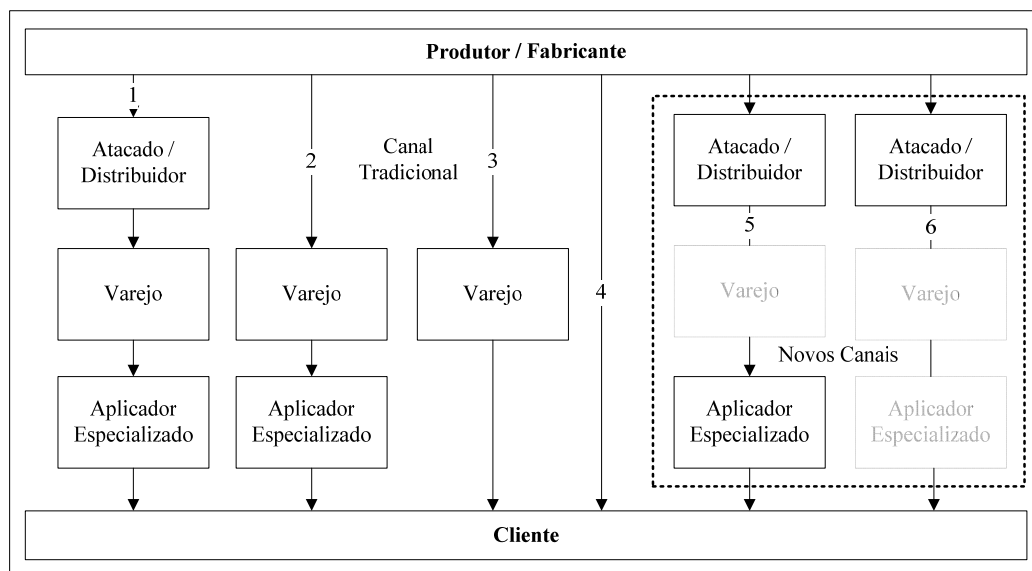 Produtor / Fabricante
1
Atacado /
Distribuidor
Varejo
Aplicador
Especializado
2
Varejo
Aplicador
Especializado
Canal
Tradicional
3
Varejo
4
Atacado /
Distribuidor
5
Varejo
Aplicador
Especializado
Novos Canais
Atacado /
Distribuidor
6
Varejo
Aplicador
Especializado
Cliente